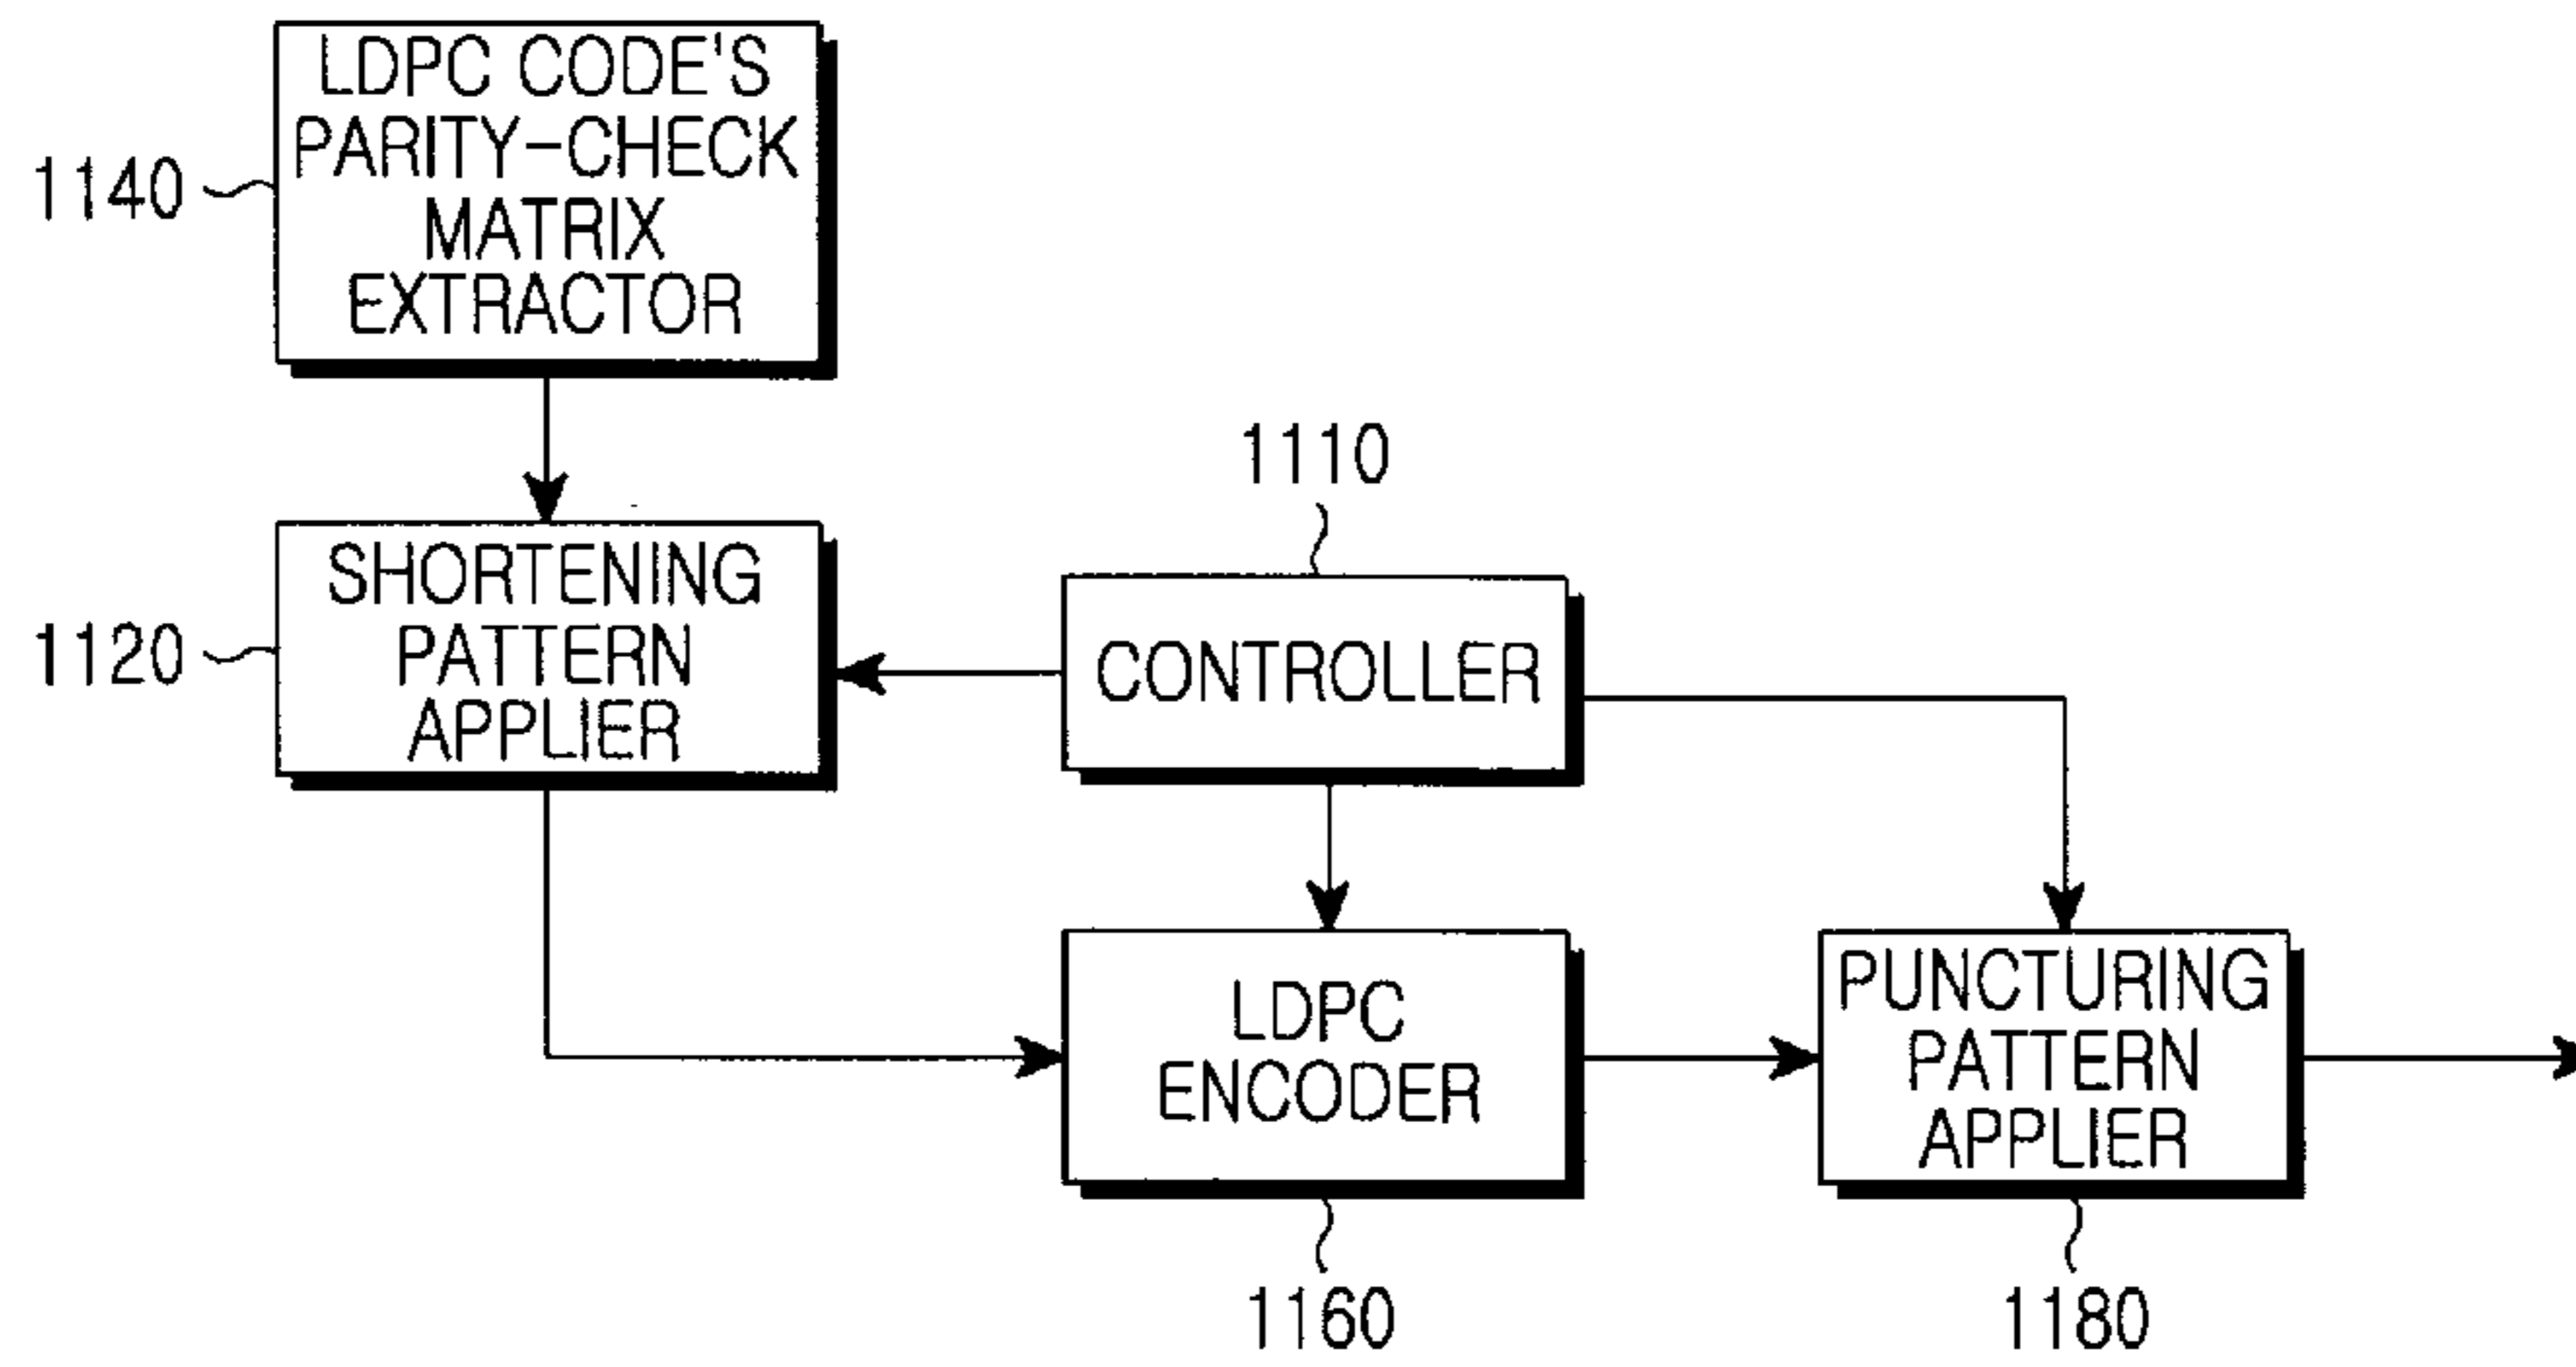 LDPC CODE'S
PARITY-CHECK
MATRIX
EXTRACTOR
1140
SHORTENING
PATTERN
APPLIER
1120
1110
CONTROLLER
LDPC
ENCODER
1160
PUNCTURING
PATTERN
APPLIER
1180